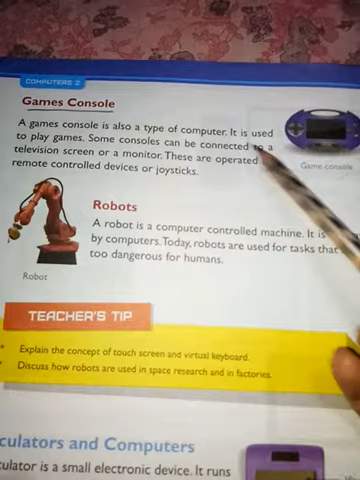 COMPUTERS 2
Games Console
A games console is also a type of computer. It is used
to play games. Some consoles can be connected to a
television screen or a monitor. These are operated
remote controlled devices or joysticks.
Game console
Robots
A robot is a computer controlled machine. It is
by computers. Today, robots are used for tasks that
too dangerous for humans.
Robot
TEACHER'S TIP
Explain the concept of touch screen and virtual keyboard.
Discuss how robots are used in space research and in factories.
culators and Computers
culator is a small electronic device. It runs